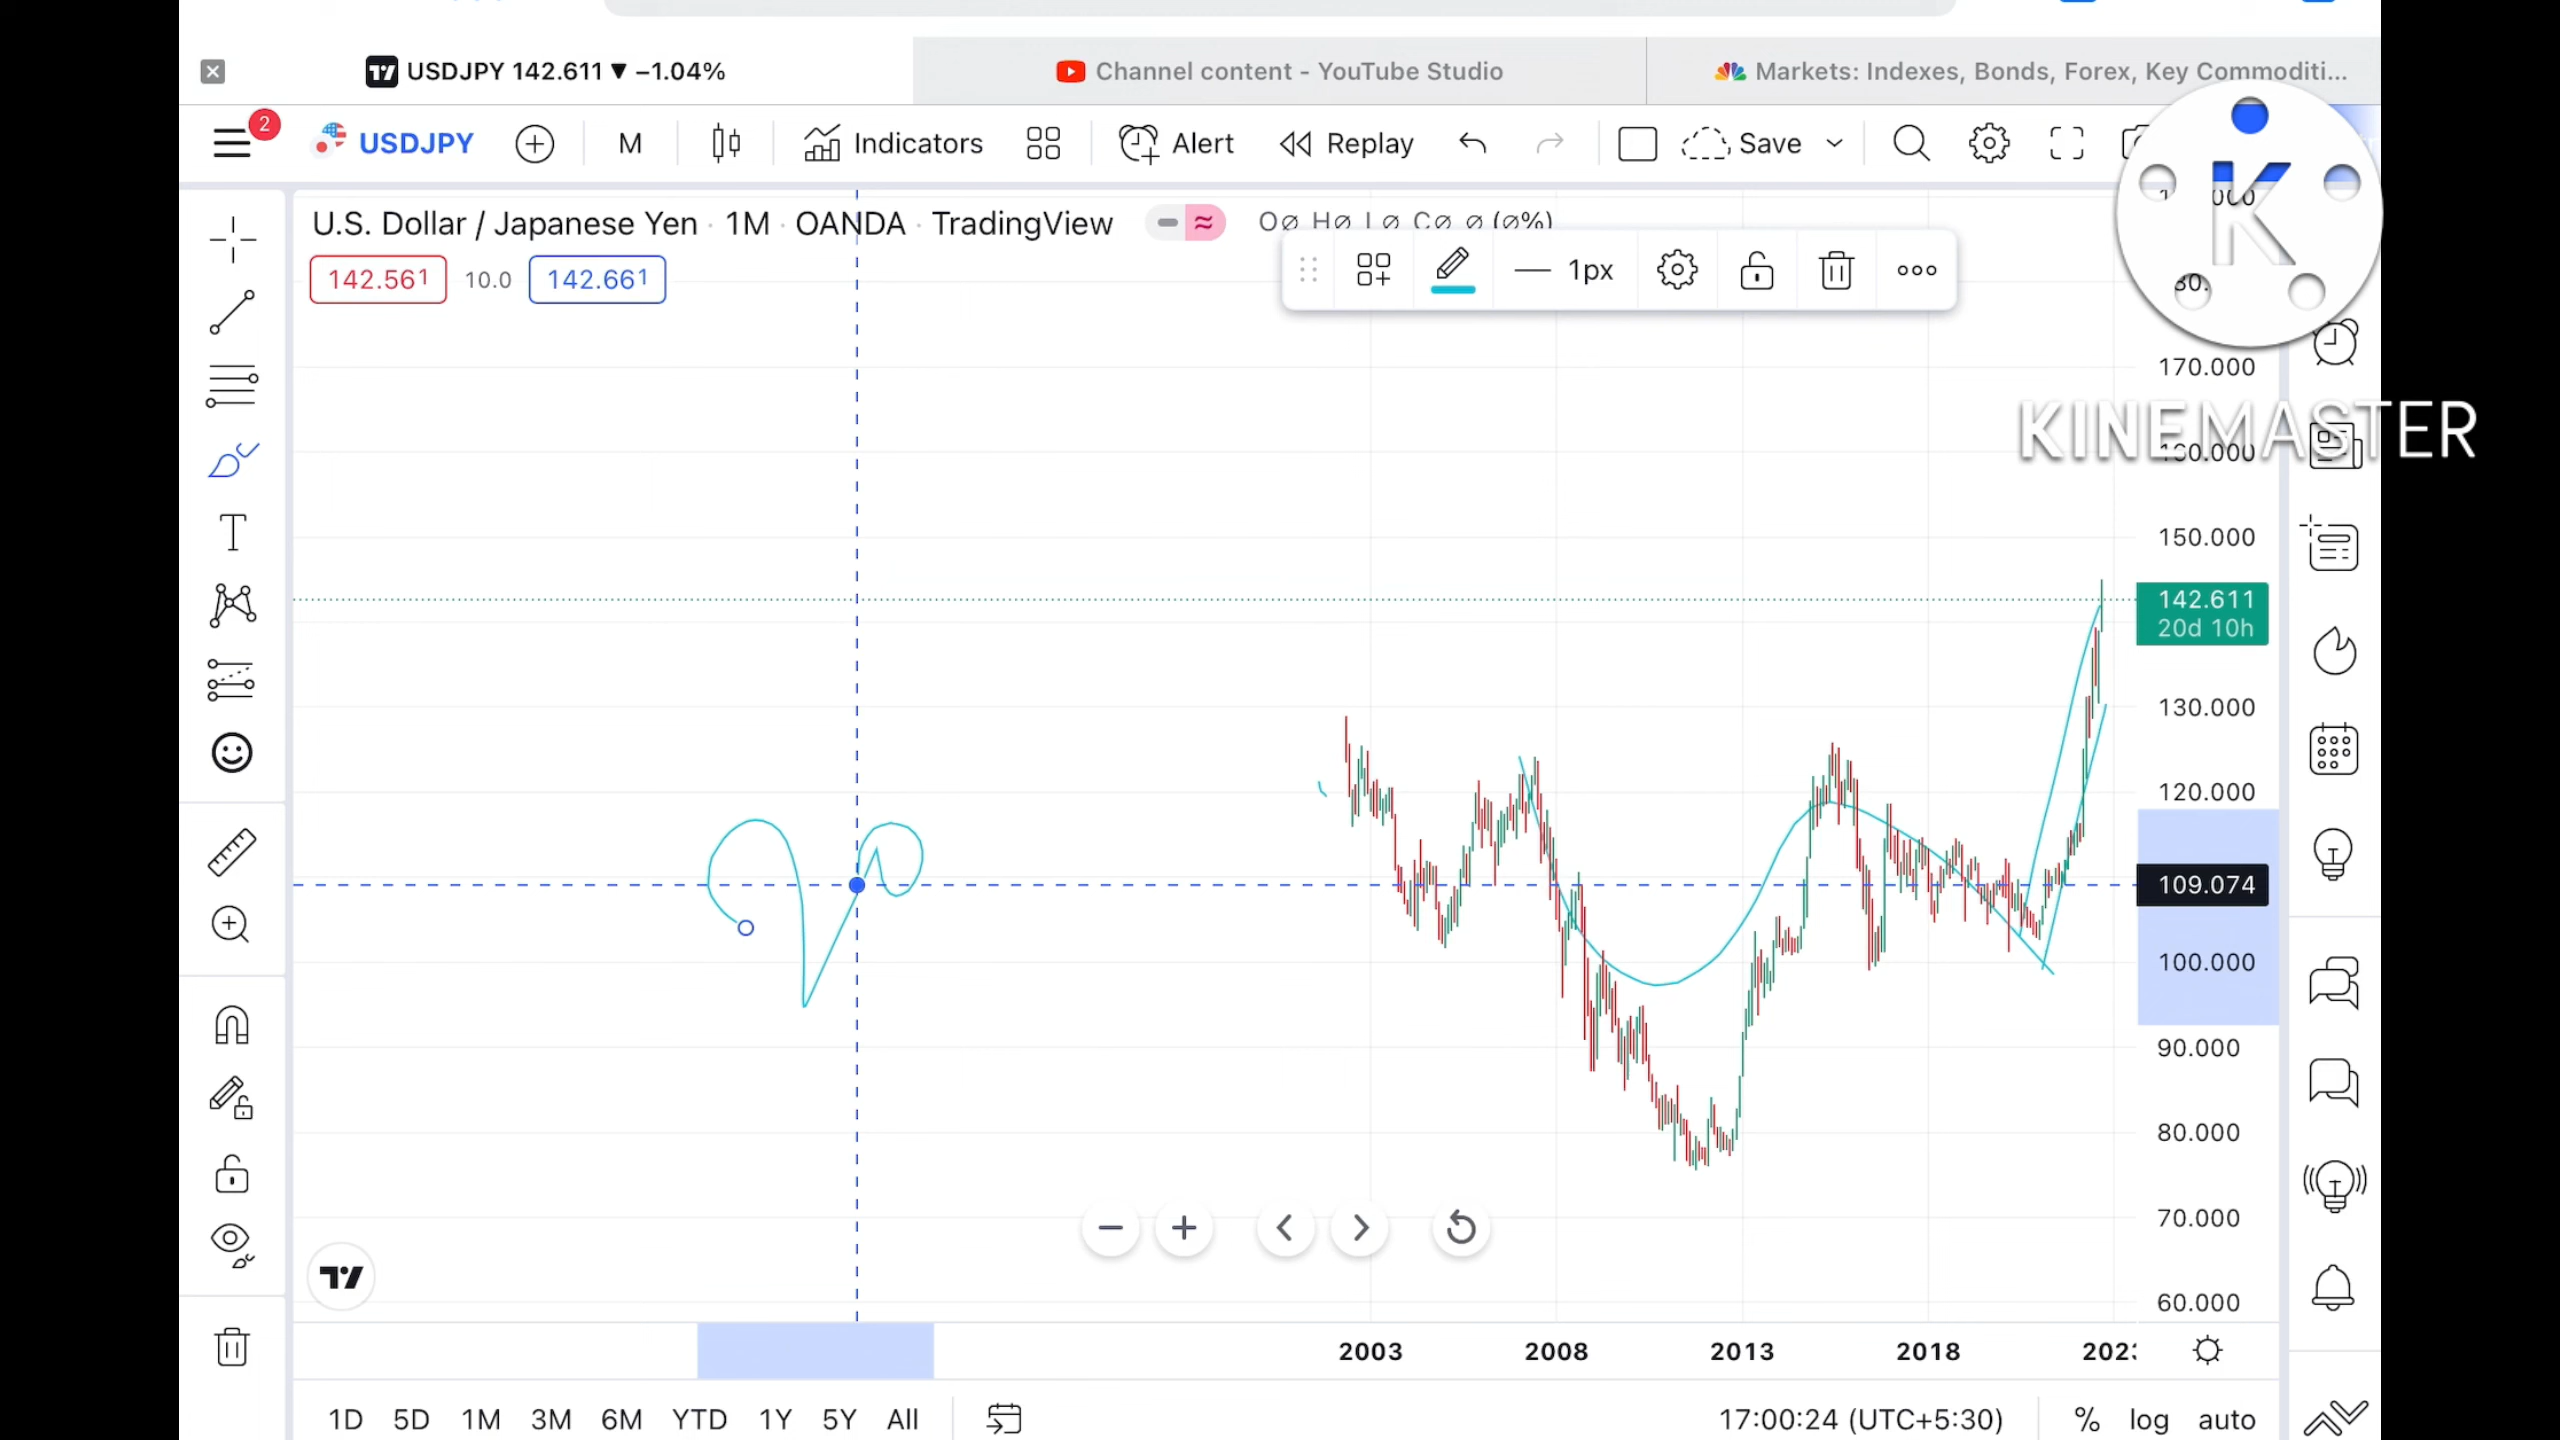 USDJPY 142.611 ▼ −1.04%
Channel content - YouTube Studio
Markets: Indexes, Bonds, Forex, Key Commoditi...
2
USDJPY
M
Indicators
Alert
Replay
Save
U.S. Dollar / Japanese Yen · 1M · OANDA · TradingView
O∅ H∅ L∅ C∅ ∅ (∅%)
142.561
10.0
142.661
1px
K
KINEMASTER
170.000
160.000
150.000
142.611
20d 10h
130.000
120.000
109.074
100.000
90.000
80.000
70.000
60.000
2003
2008
2013
2018
1D
5D
1M
3M
6M
YTD
1Y
5Y
All
17:00:24 (UTC+5:30)
%
log
auto